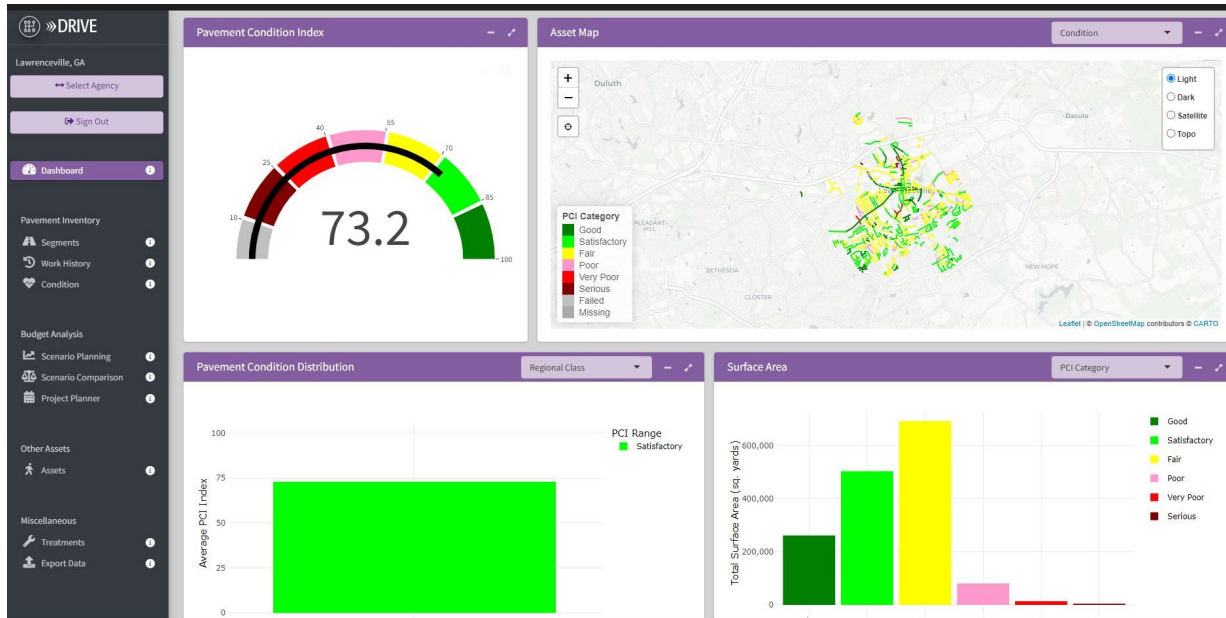 »DRIVE
Lawrenceville, GA
Select Agency
Sign Out
Dashboard
Pavement Inventory
Segments
Work History
Condition
Budget Analysis
Scenario Planning
Scenario Comparison
Project Planner
Other Assets
Assets
Miscellaneous
Treatments
Export Data
Pavement Condition Index
10
25
40
55
70
85
100
73.2
Asset Map
Condition
+
−
Duluth
Dacula
PLEASANT
HILL
BETHESDA
CLOSTER
NEW HOPE
Light
Dark
Satellite
Topo
PCI Category
Good
Satisfactory
Fair
Poor
Very Poor
Serious
Failed
Missing
Leaflet | © OpenStreetMap contributors © CARTO
Pavement Condition Distribution
Regional Class
100
75
50
25
0
Average PCI Index
PCI Range
Satisfactory
Surface Area
PCI Category
600,000
400,000
200,000
0
Total Surface Area (sq. yards)
Good
Satisfactory
Fair
Poor
Very Poor
Serious